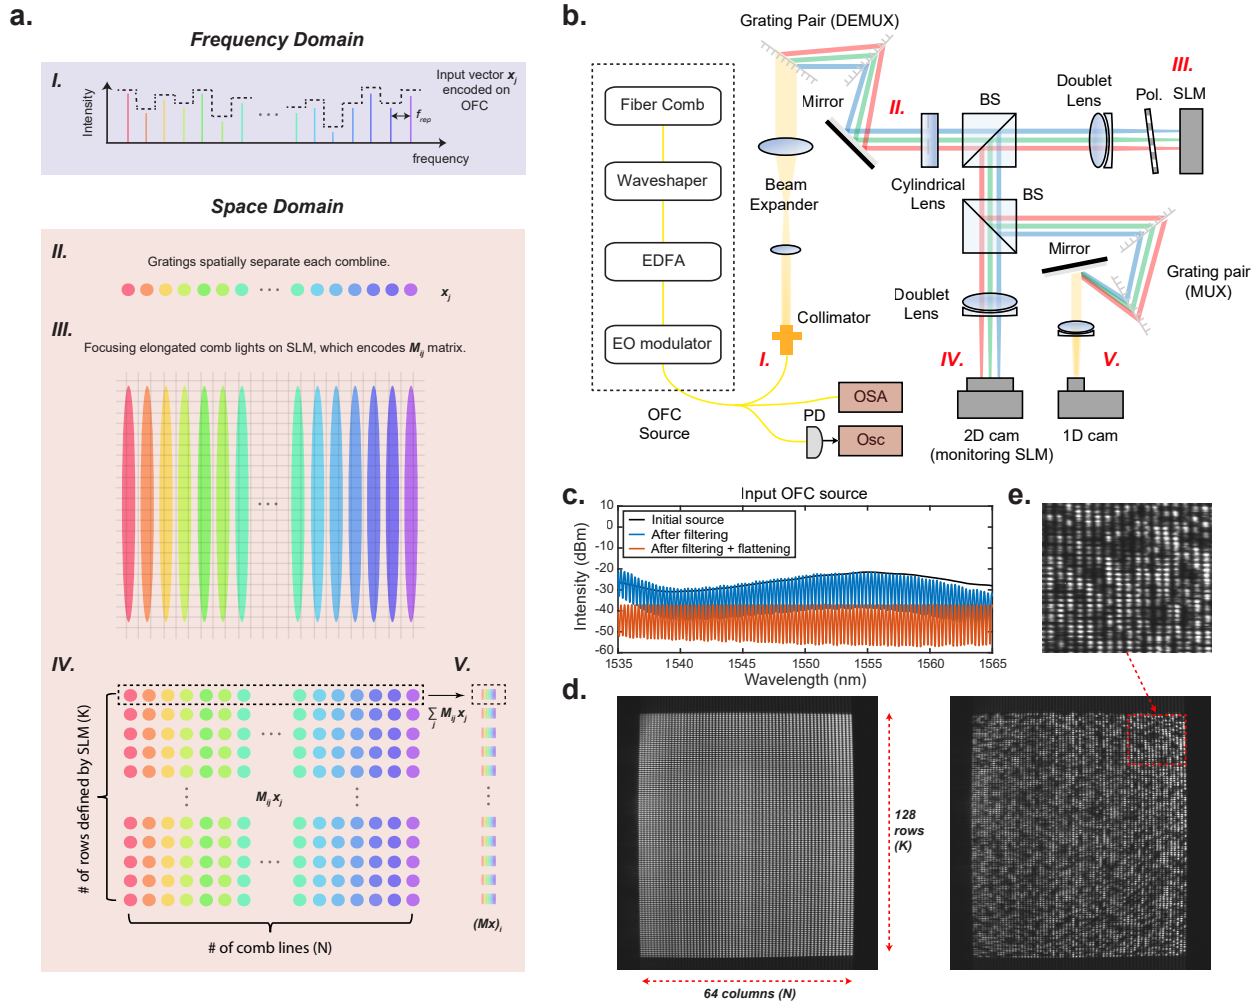 a.
Frequency Domain
I.
Input vector x_j
encoded on
OFC
Intensity
f_rep
frequency
Space Domain
II.
Gratings spatially separate each combline.
x_j
III.
Focusing elongated comb lights on SLM, which encodes M_ij matrix.
IV.
V.
∑_j M_ij x_j
# of rows defined by SLM (K)
M_ij x_j
(Mx)_i
# of comb lines (N)
b.
Grating Pair (DEMUX)
Fiber Comb
Waveshaper
EDFA
EO modulator
OFC
Source
Mirror
II.
BS
Doublet
Lens
Pol.
III.
SLM
Beam
Expander
Cylindrical
Lens
BS
Mirror
Grating pair
(MUX)
Collimator
I.
Doublet
Lens
IV.
V.
PD
OSA
Osc
2D cam
(monitoring SLM)
1D cam
c.
Input OFC source
Initial source
After filtering
After filtering + flattening
Intensity (dBm)
10
0
-10
-20
-30
-40
-50
-60
1535
1540
1545
1550
1555
1560
1565
Wavelength (nm)
e.
d.
128
rows
(K)
64 columns (N)